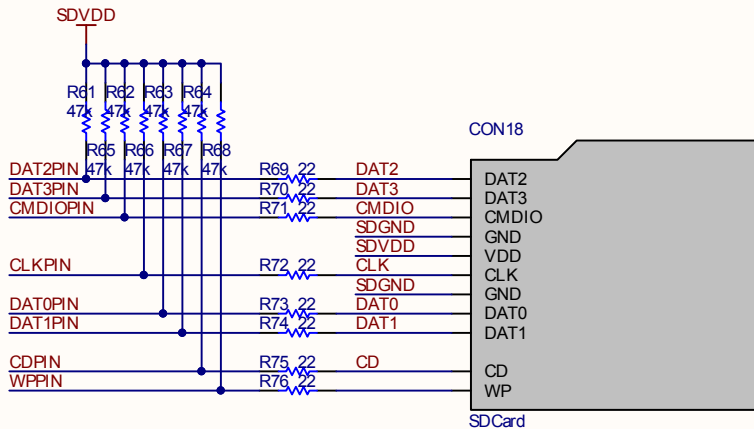 SDVDD
R61 R62 R63 R64
47k 47k 47k 47k
CON18
R65 R66 R67 R68
47k 47k 47k 47k
DAT2PIN R69 22 DAT2 DAT2
DAT3PIN R70 22 DAT3 DAT3
CMDIOPIN R71 22 CMDIO CMDIO
SDGND GND
SDVDD VDD
CLKPIN R72 22 CLK CLK
SDGND GND
DAT0PIN R73 22 DAT0 DAT0
DAT1PIN R74 22 DAT1 DAT1
CDPIN R75 22 CD CD
WPPIN R76 22 WP
SDCard